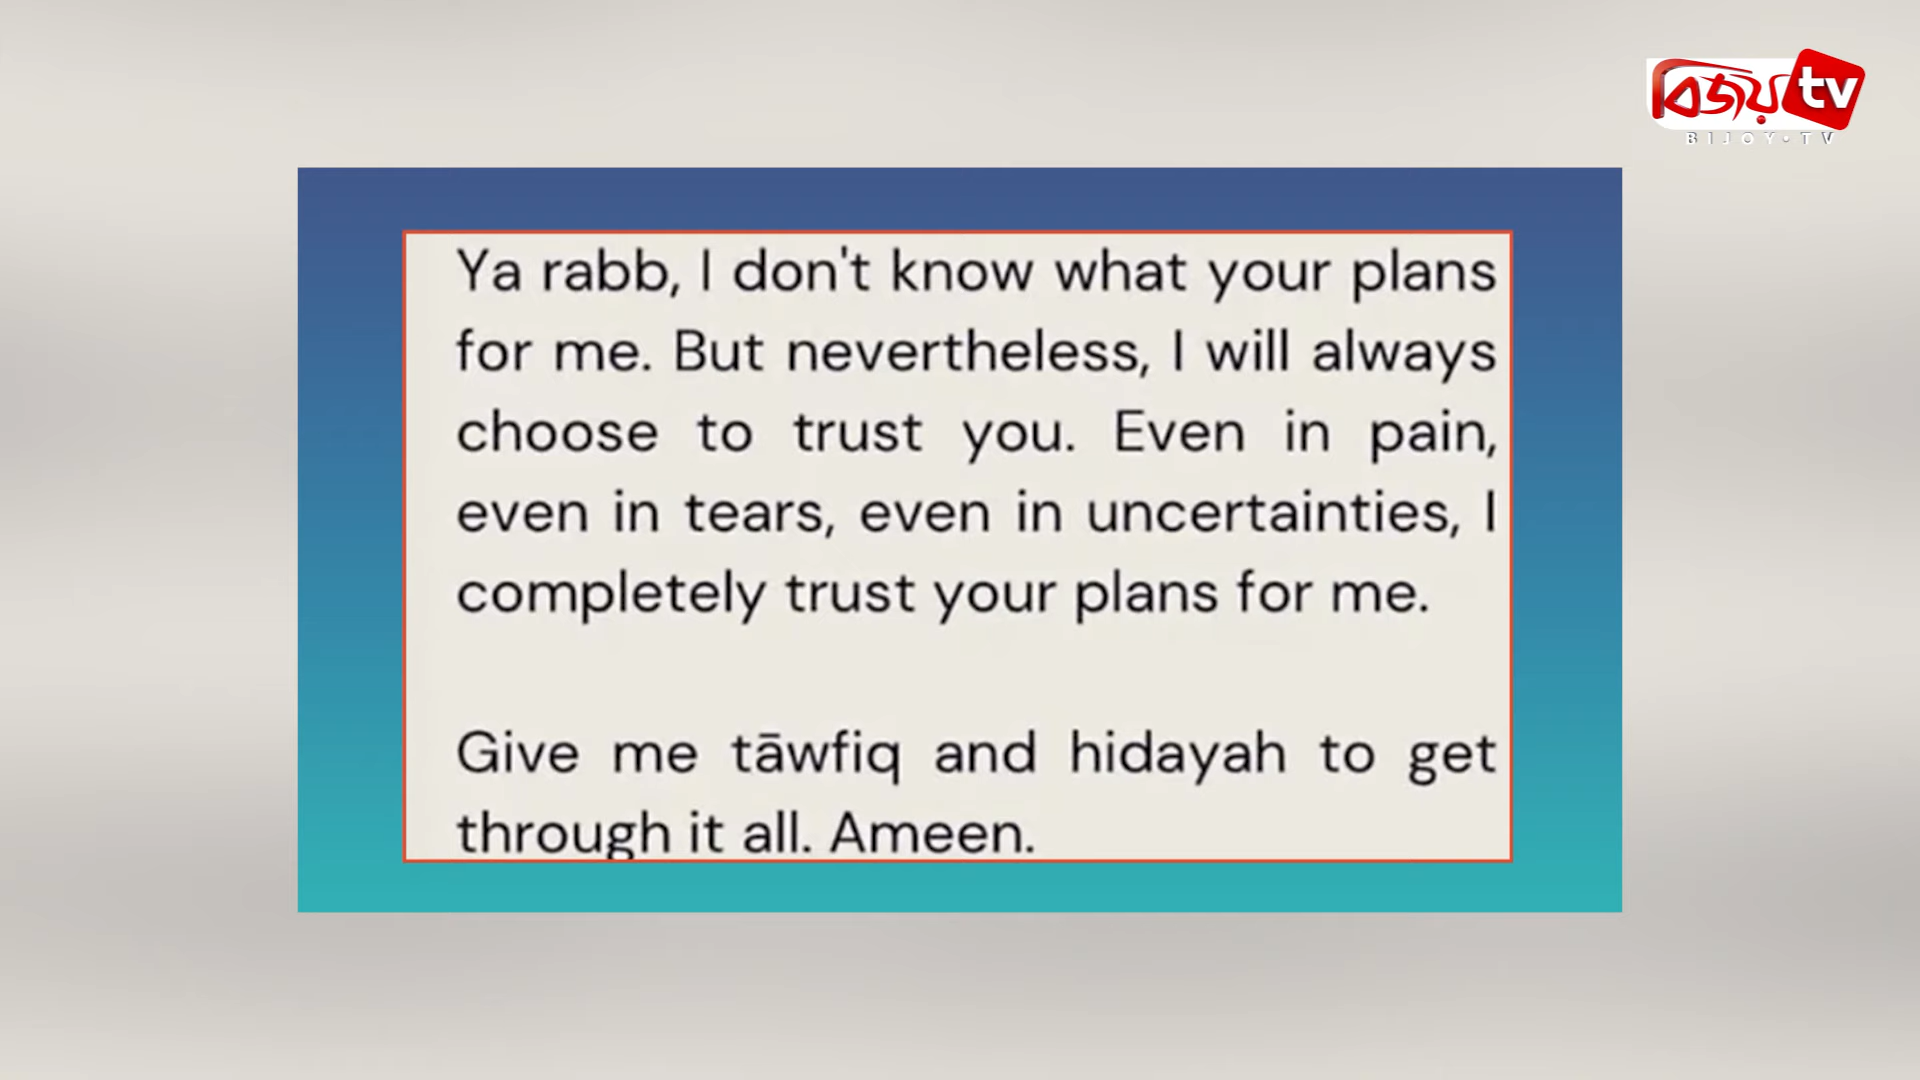 বিজয় tv
BIJOY•TV
Ya rabb, I don't know what your plans
for me. But nevertheless, I will always
choose to trust you. Even in pain,
even in tears, even in uncertainties, I
completely trust your plans for me.
Give me tāwfiq and hidayah to get
through it all. Ameen.